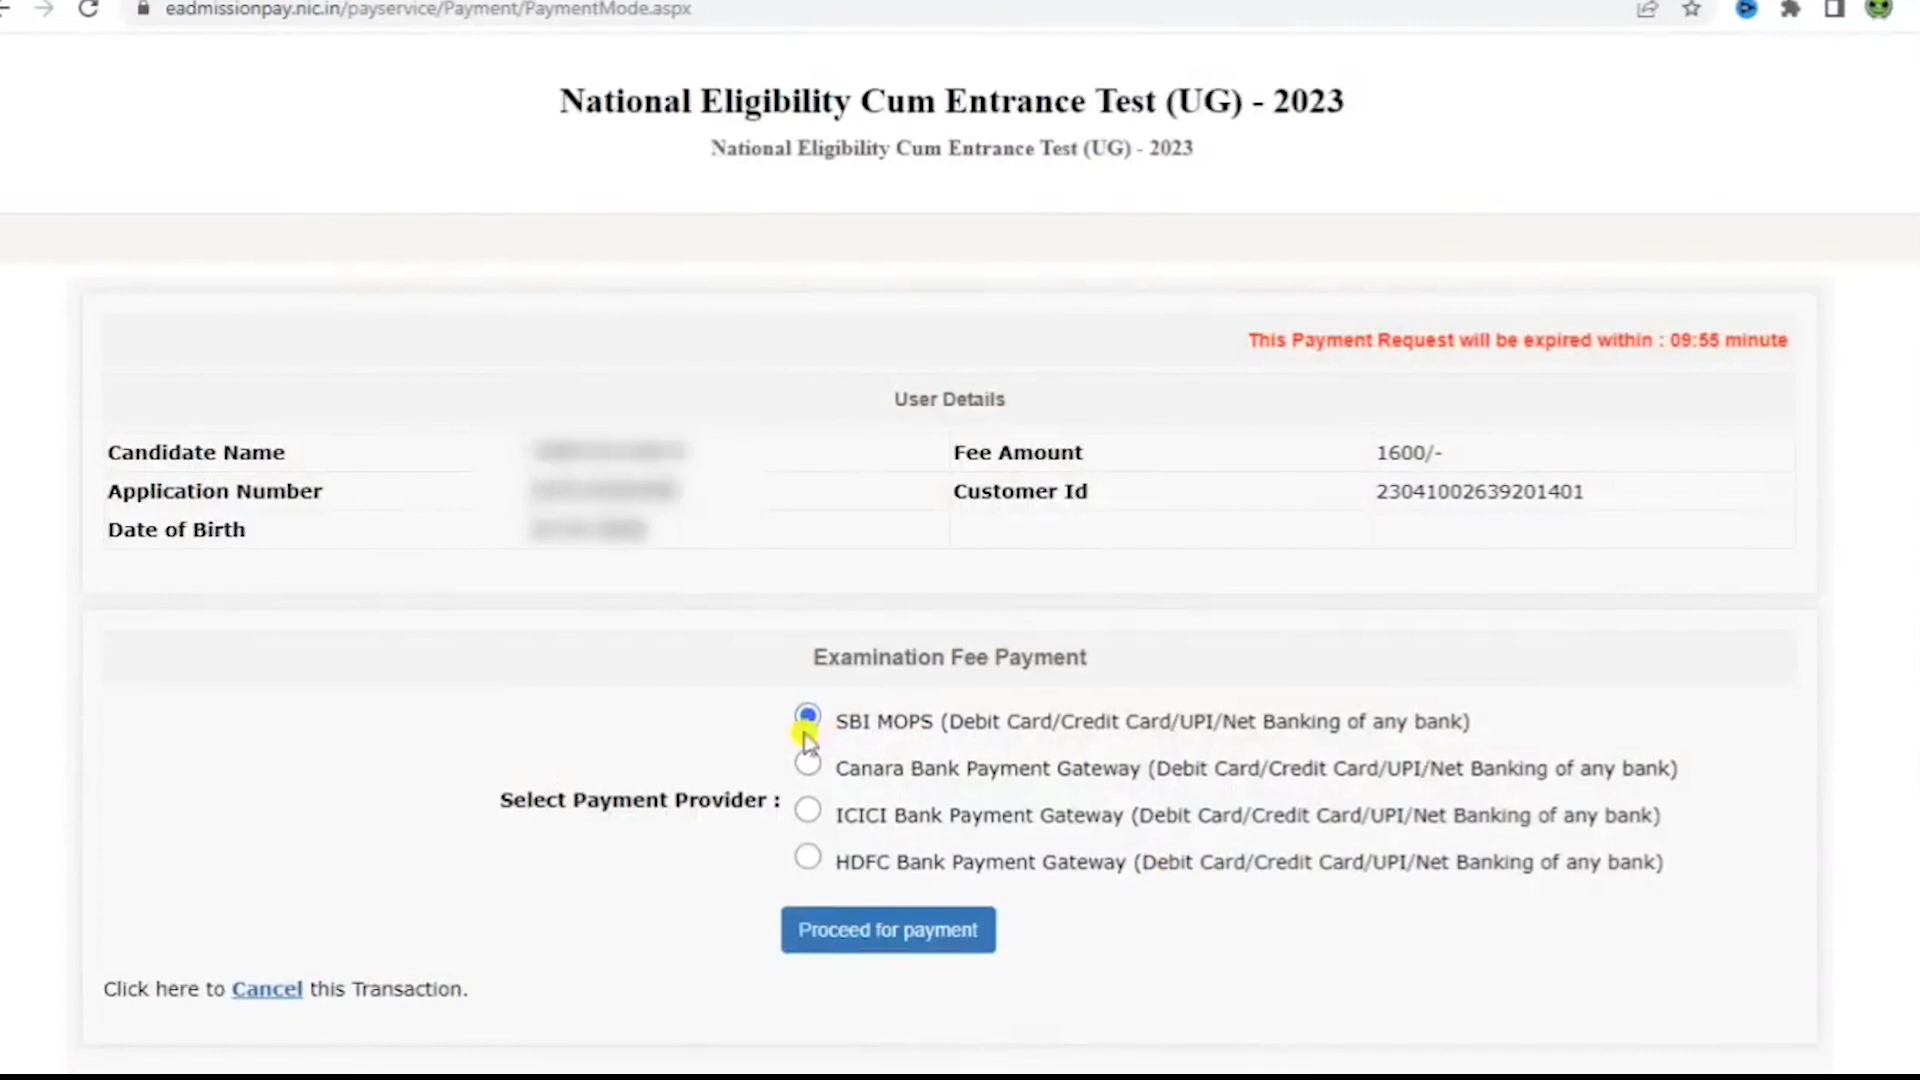 eadmissionpay.nic.in/payservice/Payment/PaymentMode.aspx
National Eligibility Cum Entrance Test (UG) - 2023
National Eligibility Cum Entrance Test (UG) - 2023
This Payment Request will be expired within : 09:55 minute
User Details
Candidate Name
Fee Amount 1600/-
Application Number
Customer Id 23041002639201401
Date of Birth
Examination Fee Payment
Select Payment Provider :
SBI MOPS (Debit Card/Credit Card/UPI/Net Banking of any bank)
Canara Bank Payment Gateway (Debit Card/Credit Card/UPI/Net Banking of any bank)
ICICI Bank Payment Gateway (Debit Card/Credit Card/UPI/Net Banking of any bank)
HDFC Bank Payment Gateway (Debit Card/Credit Card/UPI/Net Banking of any bank)
Proceed for payment
Click here to Cancel this Transaction.